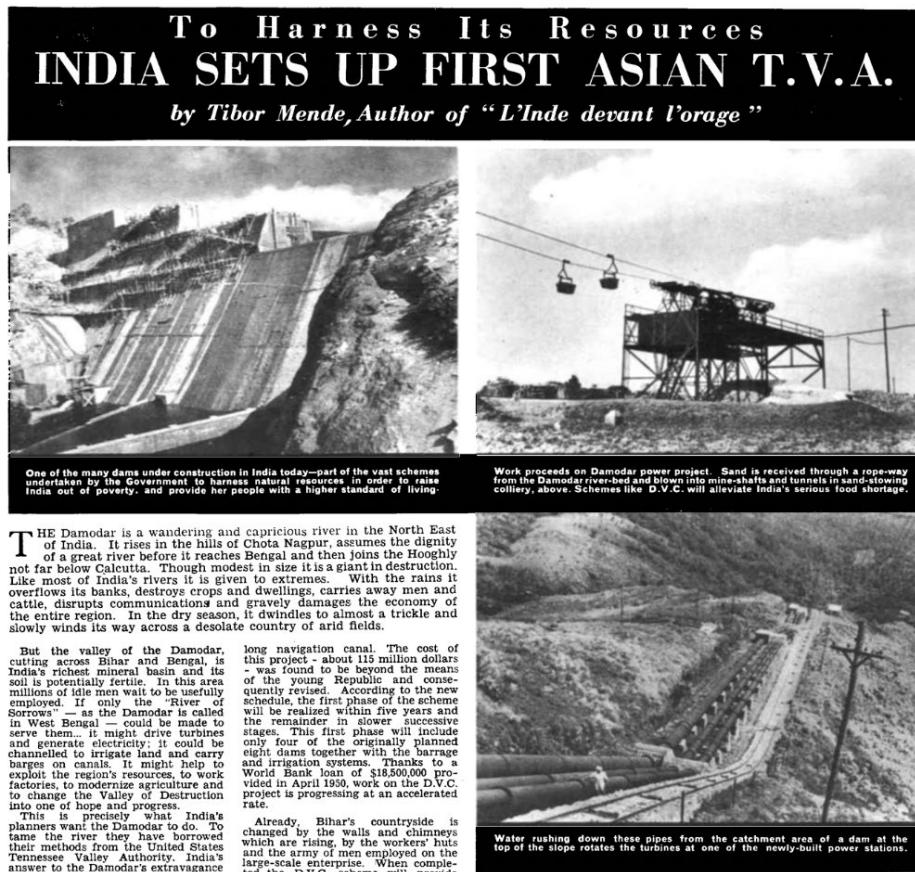 To Harness Its Resources
INDIA SETS UP FIRST ASIAN T.V.A.
by Tibor Mende, Author of “L'Inde devant l'orage”
One of the many dams under construction in India today—part of the vast schemes
undertaken by the Government to harness natural resources in order to raise
India out of poverty. and provide her people with a higher standard of living·
Work proceeds on Damodar power project. Sand is received through a rope-way
from the Damodar river-bed and blown into mine-shafts and tunnels in sand-stowing
colliery, above. Schemes like D.V.C. will alleviate India's serious food shortage.
THE Damodar is a wandering and capricious river in the North East
of India. It rises in the hills of Chota Nagpur, assumes the dignity
of a great river before it reaches Bengal and then joins the Hooghly
not far below Calcutta. Though modest in size it is a giant in destruction.
Like most of India's rivers it is given to extremes. With the rains it
overflows its banks, destroys crops and dwellings, carries away men and
cattle, disrupts communications and gravely damages the economy of
the entire region. In the dry season, it dwindles to almost a trickle and
slowly winds its way across a desolate country of arid fields.
But the valley of the Damodar,
cutting across Bihar and Bengal, is
India's richest mineral basin and its
soil is potentially fertile. In this area
millions of idle men wait to be usefully
employed. If only the "River of
Sorrows" — as the Damodar is called
in West Bengal — could be made to
serve them... it might drive turbines
and generate electricity; it could be
channelled to irrigate land and carry
barges on canals. It might help to
exploit the region's resources, to work
factories, to modernize agriculture and
to change the Valley of Destruction
into one of hope and progress.
This is precisely what India's
planners want the Damodar to do. To
tame the river they have borrowed
their methods from the United States
Tennessee Valley Authority. India's
answer to the Damodar's extravagance
long navigation canal. The cost of
this project - about 115 million dollars
- was found to be beyond the means
of the young Republic and conse-
quently revised. According to the new
schedule, the first phase of the scheme
will be realized within five years and
the remainder in slower successive
stages. This first phase will include
only four of the originally planned
eight dams together with the barrage
and irrigation systems. Thanks to a
World Bank loan of $18,500,000 pro-
vided in April 1950, work on the D.V.C.
project is progressing at an accelerated
rate.
Already, Bihar's countryside is
changed by the walls and chimneys
which are rising, by the workers' huts
and the army of men employed on the
large-scale enterprise. When comple-
ted the D.V.C. scheme will provide
Water rushing down these pipes from the catchment area of a dam at the
top of the slope rotates the turbines at one of the newly-built power stations.